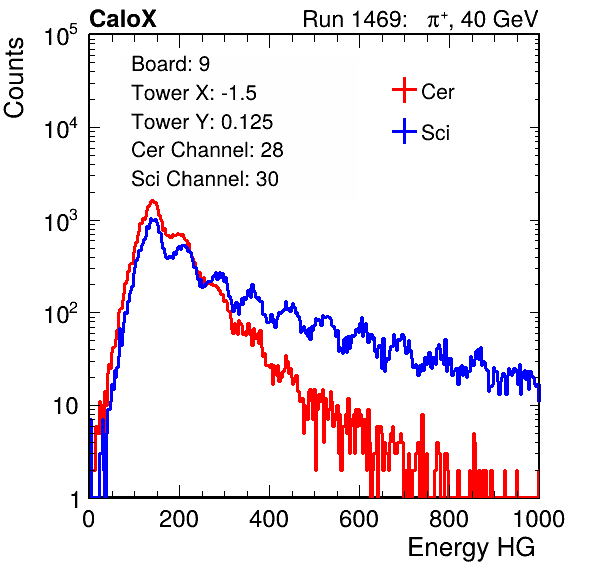 CaloX Run 1469: π⁺, 40 GeV
Counts
Board: 9
Tower X: -1.5
Tower Y: 0.125
Cer Channel: 28
Sci Channel: 30
Cer
Sci
10⁵
10⁴
10³
10²
10
1
0 200 400 600 800 1000
Energy HG